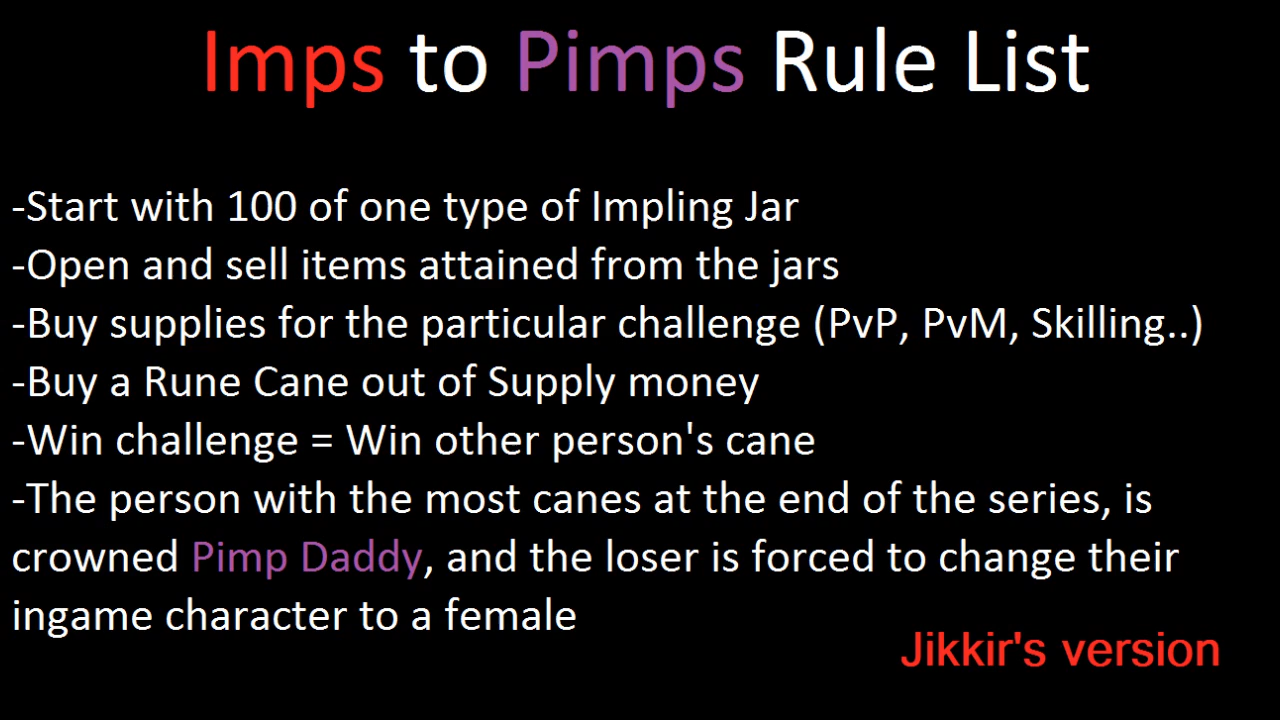 Imps to Pimps Rule List
-Start with 100 of one type of Impling Jar
-Open and sell items attained from the jars
-Buy supplies for the particular challenge (PvP, PvM, Skilling..)
-Buy a Rune Cane out of Supply money
-Win challenge = Win other person's cane
-The person with the most canes at the end of the series, is
crowned Pimp Daddy, and the loser is forced to change their
ingame character to a female
Jikkir's version